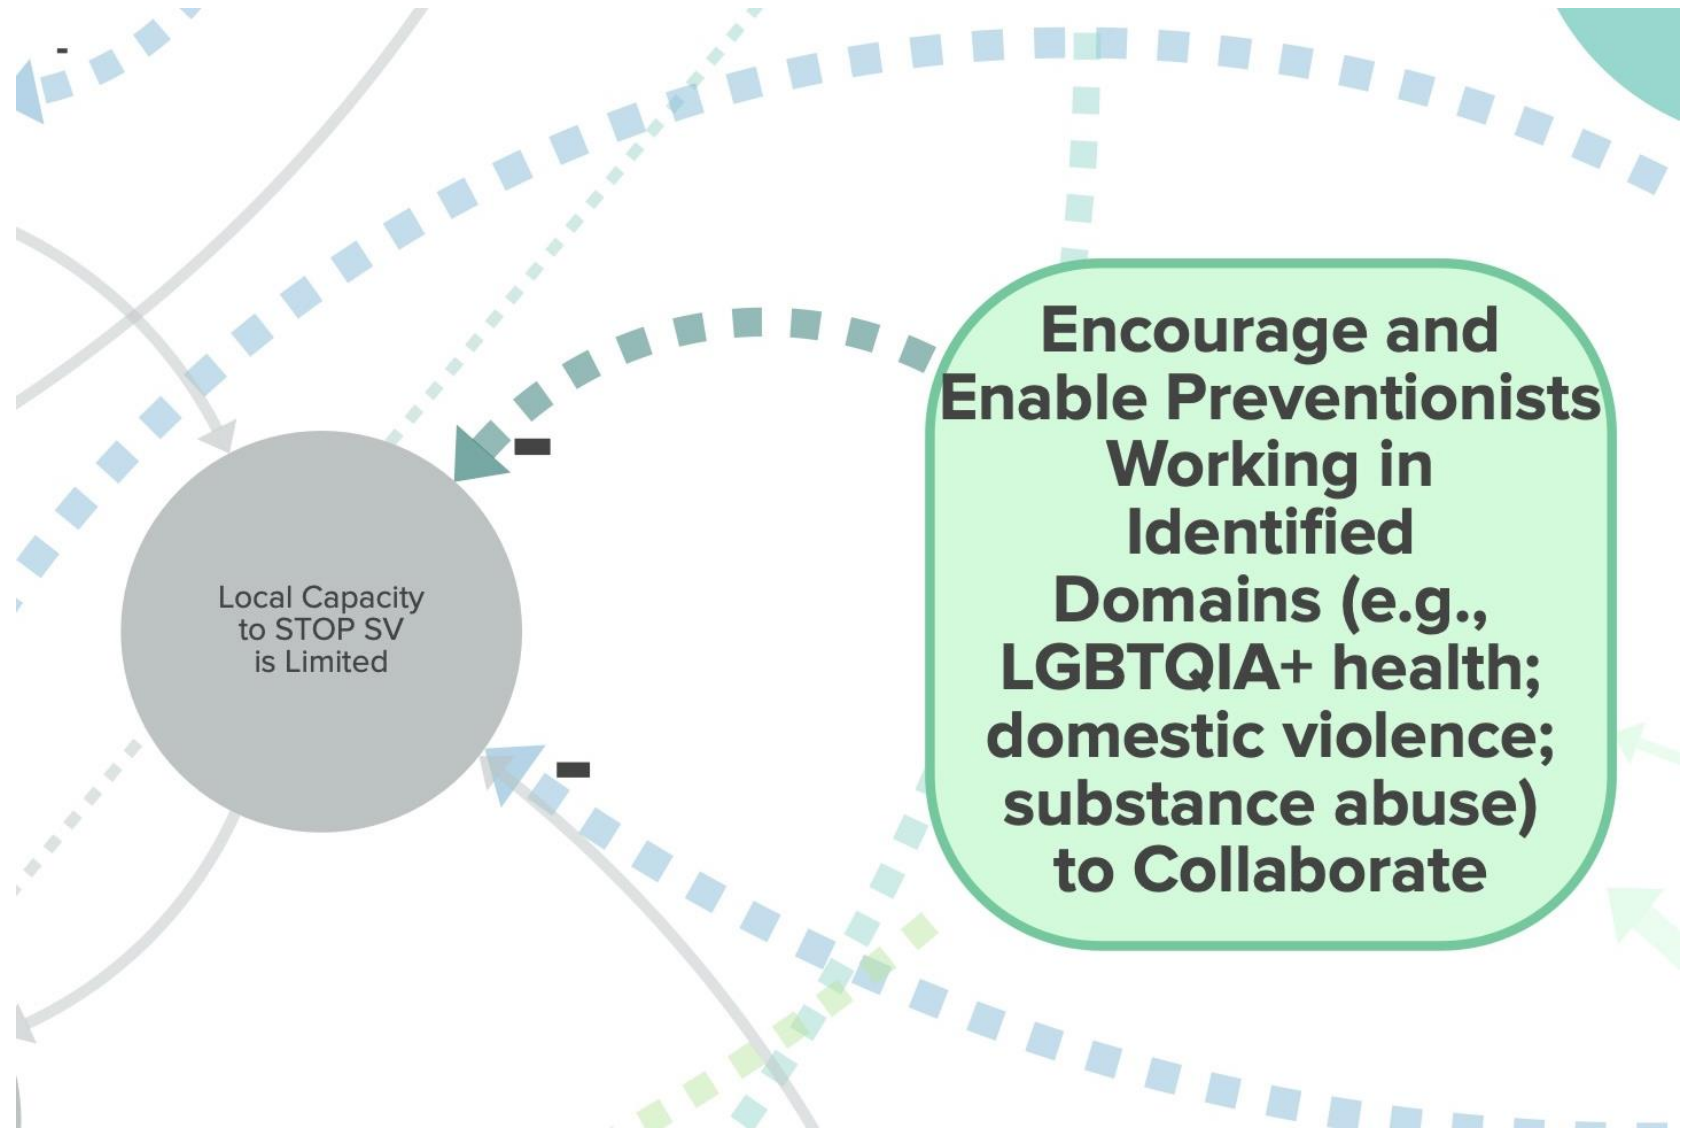 -
Local Capacity
to STOP SV
is Limited
-
-
Encourage and
Enable Preventionists
Working in
Identified
Domains (e.g.,
LGBTQIA+ health;
domestic violence;
substance abuse)
to Collaborate